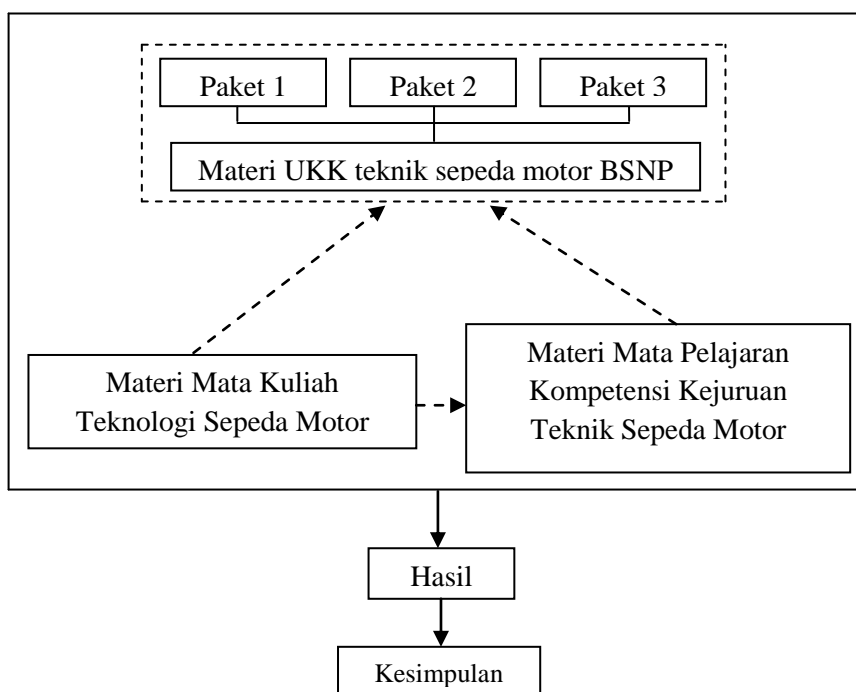 Paket 1
Paket 2
Paket 3
Materi UKK teknik sepeda motor BSNP
Materi Mata Kuliah
Teknologi Sepeda Motor
Materi Mata Pelajaran
Kompetensi Kejuruan
Teknik Sepeda Motor
Hasil
Kesimpulan